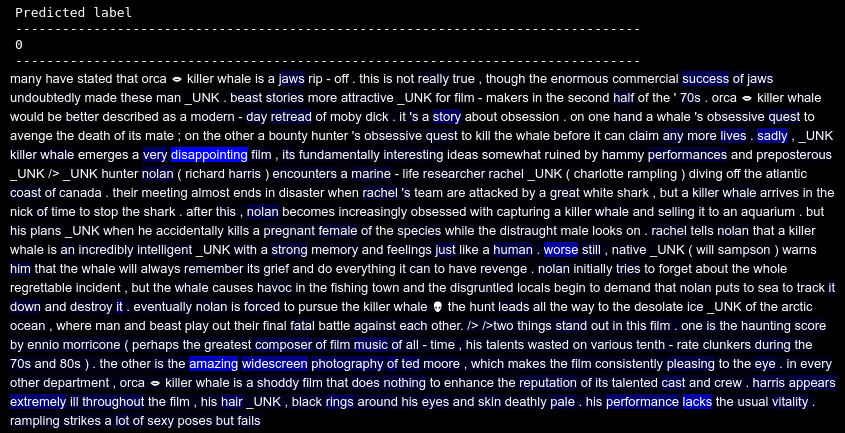 Predicted label
--------------------------------------------------------------------------------
0
--------------------------------------------------------------------------------
many have stated that orca 👄 killer whale is a jaws rip - off . this is not really true , though the enormous commercial success of jaws
undoubtedly made these man _UNK . beast stories more attractive _UNK for film - makers in the second half of the ' 70s . orca 👄 killer whale
would be better described as a modern - day retread of moby dick . it 's a story about obsession . on one hand a whale 's obsessive quest to
avenge the death of its mate ; on the other a bounty hunter 's obsessive quest to kill the whale before it can claim any more lives . sadly , _UNK
killer whale emerges a very disappointing film , its fundamentally interesting ideas somewhat ruined by hammy performances and preposterous
_UNK /> _UNK hunter nolan ( richard harris ) encounters a marine - life researcher rachel _UNK ( charlotte rampling ) diving off the atlantic
coast of canada . their meeting almost ends in disaster when rachel 's team are attacked by a great white shark , but a killer whale arrives in the
nick of time to stop the shark . after this , nolan becomes increasingly obsessed with capturing a killer whale and selling it to an aquarium . but
his plans _UNK when he accidentally kills a pregnant female of the species while the distraught male looks on . rachel tells nolan that a killer
whale is an incredibly intelligent _UNK with a strong memory and feelings just like a human . worse still , native _UNK ( will sampson ) warns
him that the whale will always remember its grief and do everything it can to have revenge . nolan initially tries to forget about the whole
regrettable incident , but the whale causes havoc in the fishing town and the disgruntled locals begin to demand that nolan puts to sea to track it
down and destroy it . eventually nolan is forced to pursue the killer whale 💀 the hunt leads all the way to the desolate ice _UNK of the arctic
ocean , where man and beast play out their final fatal battle against each other. /> />two things stand out in this film . one is the haunting score
by ennio morricone ( perhaps the greatest composer of film music of all - time , his talents wasted on various tenth - rate clunkers during the
70s and 80s ) . the other is the amazing widescreen photography of ted moore , which makes the film consistently pleasing to the eye . in every
other department , orca 👄 killer whale is a shoddy film that does nothing to enhance the reputation of its talented cast and crew . harris appears
extremely ill throughout the film , his hair _UNK , black rings around his eyes and skin deathly pale . his performance lacks the usual vitality .
rampling strikes a lot of sexy poses but fails